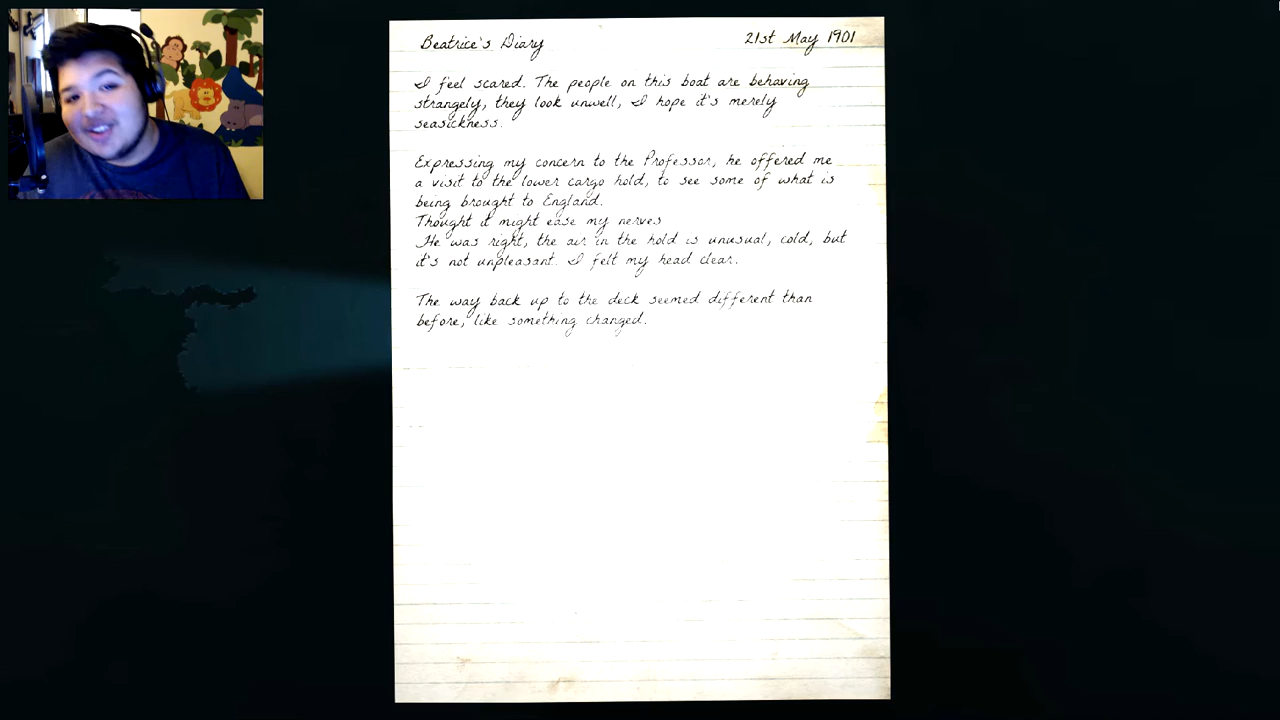 Beatrice's Diary
21st May 1901
I feel scared. The people on this boat are behaving
strangely, they look unwell, I hope it's merely
seasickness.
Expressing my concern to the Professor, he offered me
a visit to the lower cargo hold, to see some of what is
being brought to England.
Thought it might ease my nerves
He was right, the air in the hold is unusual, cold, but
it's not unpleasant. I felt my head clear.
The way back up to the deck seemed different than
before, like something changed.